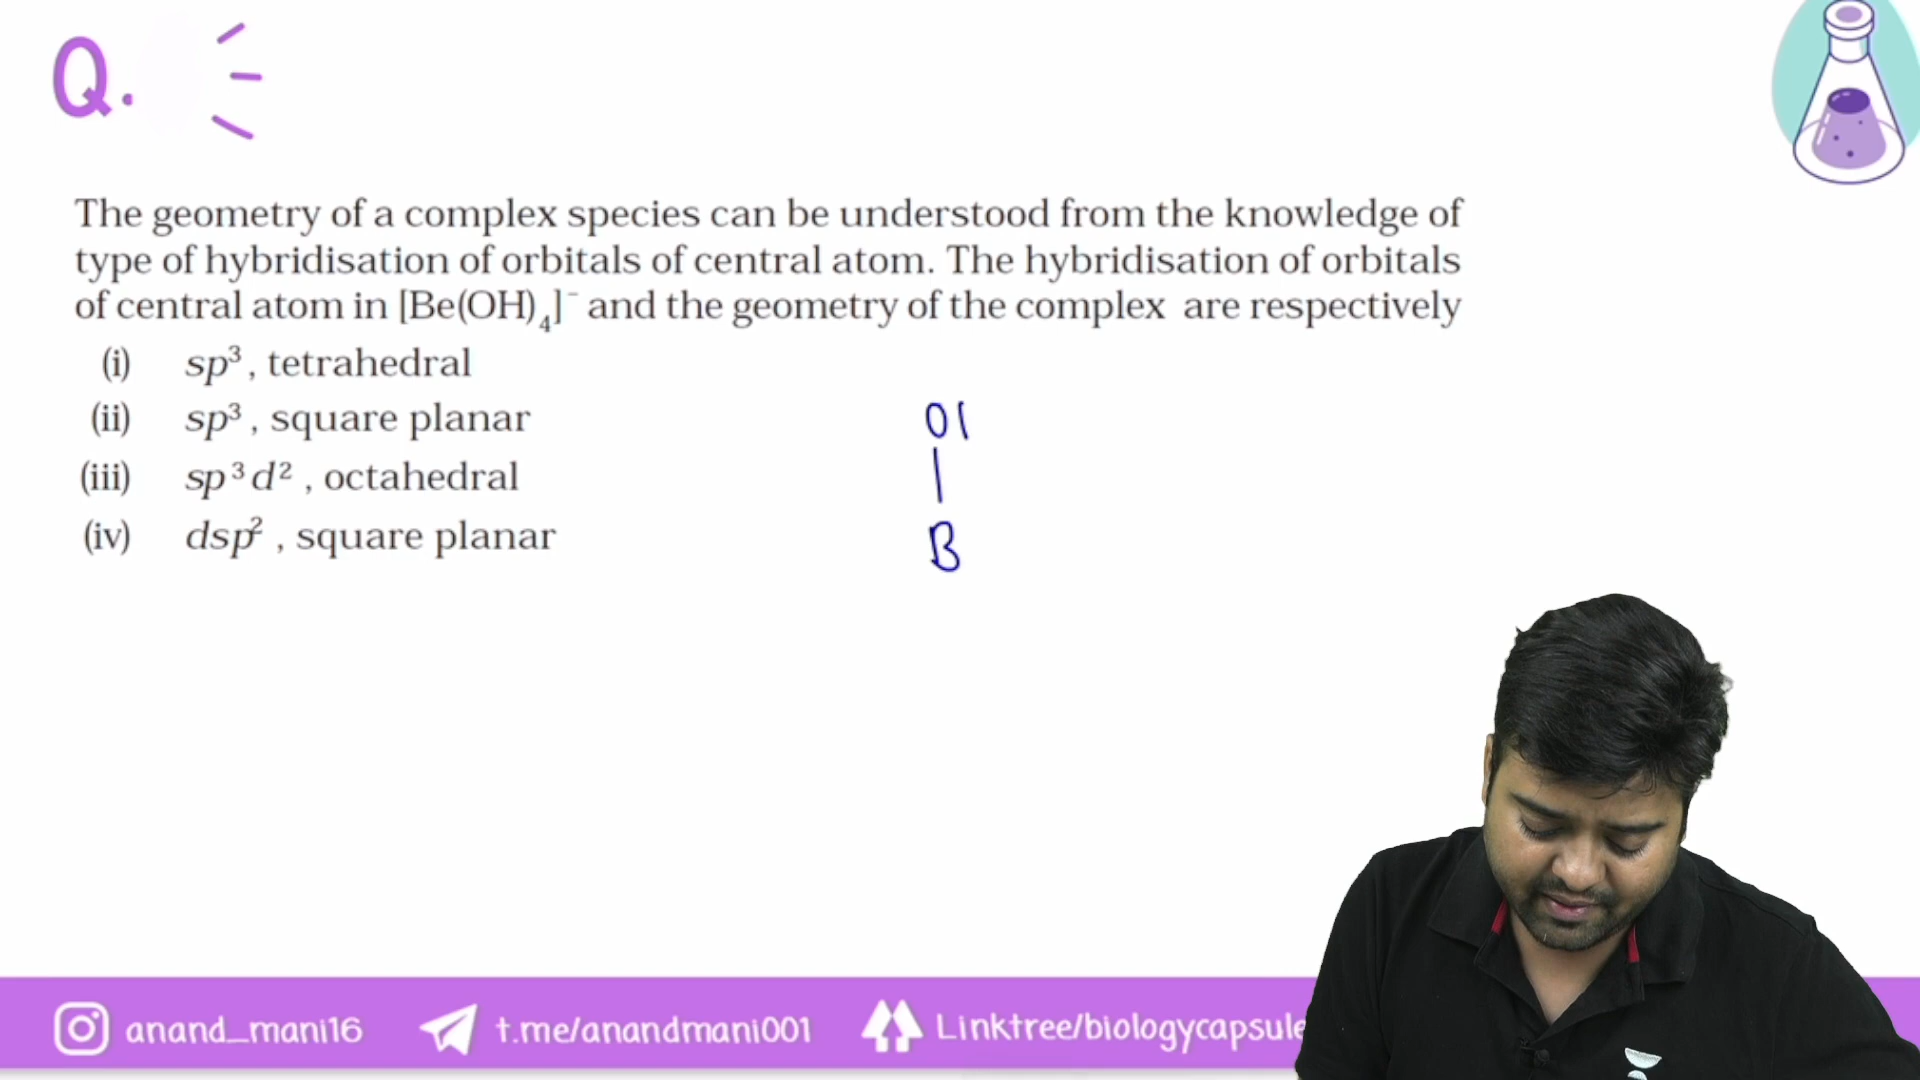 Q.
The geometry of a complex species can be understood from the knowledge of
type of hybridisation of orbitals of central atom. The hybridisation of orbitals
of central atom in [Be(OH)₄]⁻ and the geometry of the complex are respectively
(i) sp³, tetrahedral
(ii) sp³, square planar
(iii) sp³d², octahedral
(iv) dsp², square planar
OI
|
B
anand_mani16 t.me/anandmani001 Linktree/biologycapsule